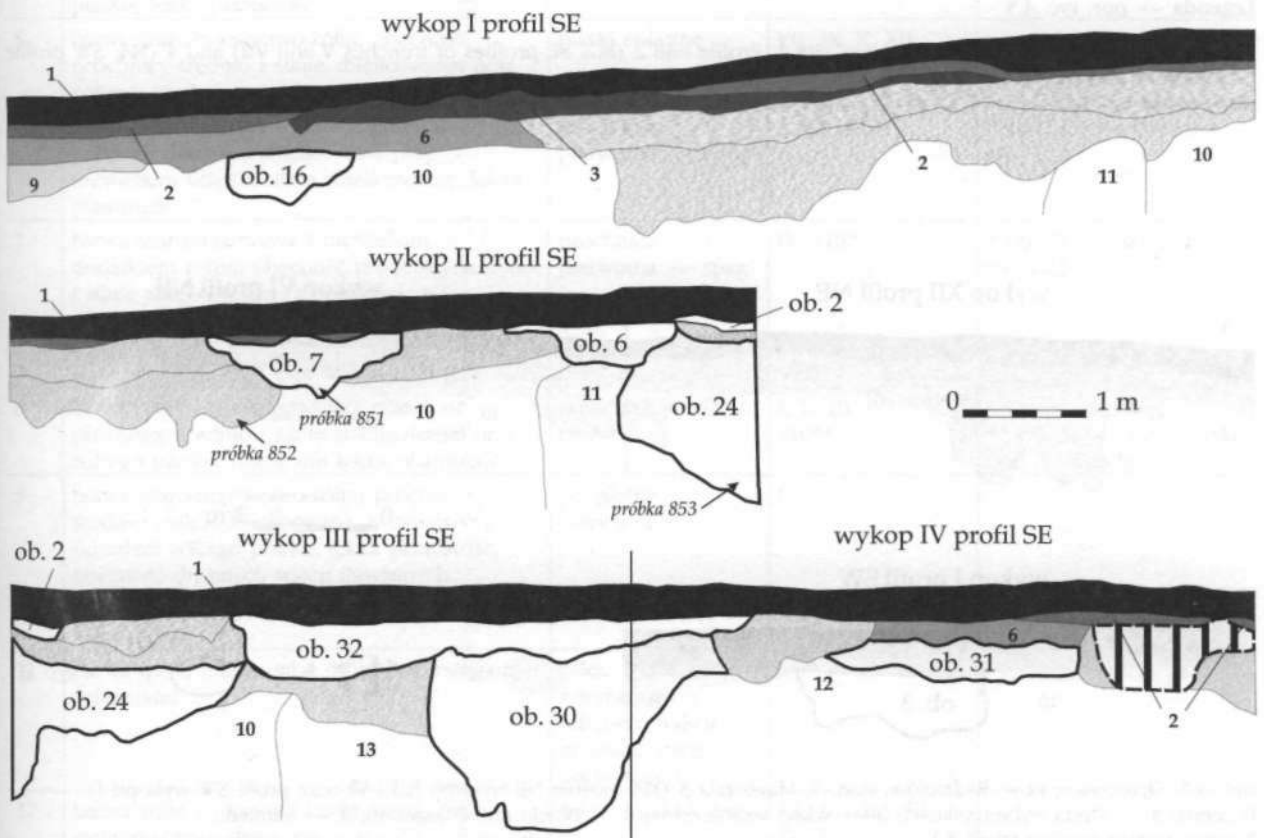 wykop I profil SE
1
2
6
3
9
2
ob. 16
10
2
11
10
wykop II profil SE
1
ob. 2
ob. 7
ob. 6
próbka 851
10
11
ob. 24
próbka 852
próbka 853
0 1 m
wykop III profil SE
wykop IV profil SE
ob. 2
1
ob. 32
6
ob. 31
ob. 24
12
10
ob. 30
13
2